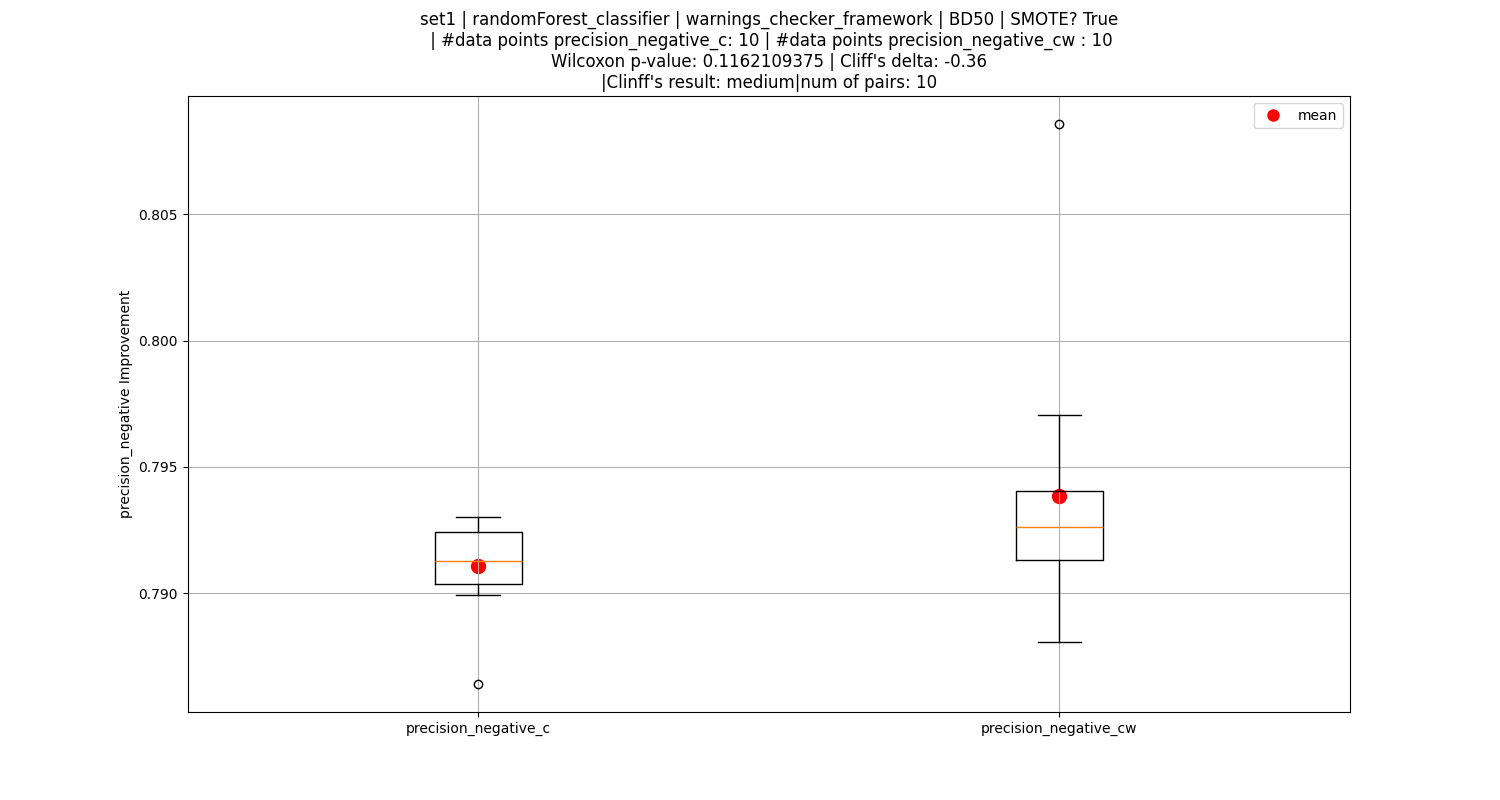 set1 | randomForest_classifier | warnings_checker_framework | BD50 | SMOTE? True
| #data points precision_negative_c: 10 | #data points precision_negative_cw : 10
Wilcoxon p-value: 0.1162109375 | Cliff's delta: -0.36
|Clinff's result: medium|num of pairs: 10
mean
0.805
0.800
0.795
0.790
precision_negative Improvement
precision_negative_c
precision_negative_cw